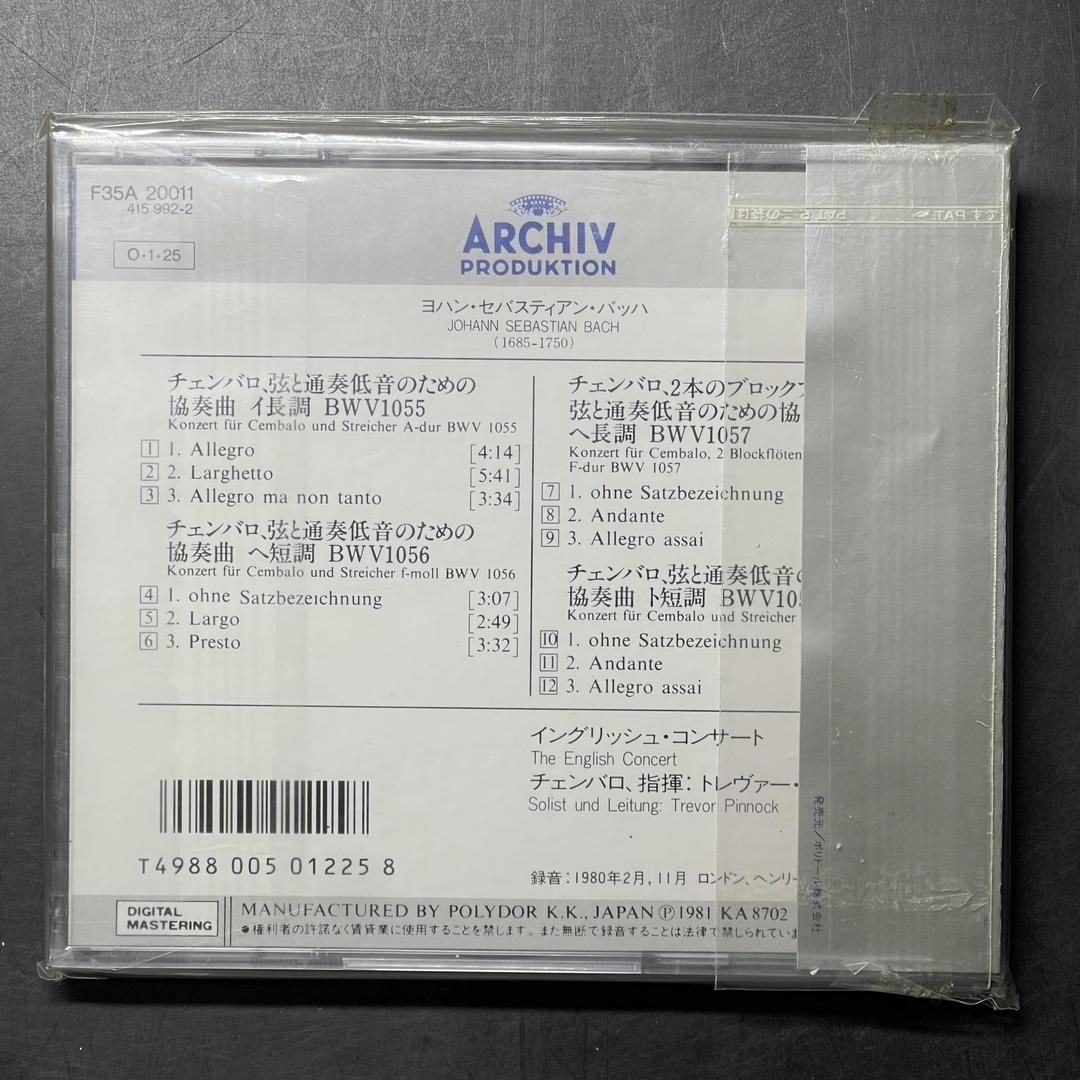 F35A 20011
415 992-2
O·1·25
ARCHIV
PRODUKTION
ヨハン・セバスティアン・バッハ
JOHANN SEBASTIAN BACH
(1685-1750)
チェンバロ、弦と通奏低音のための
協奏曲 イ長調 BWV1055
Konzert für Cembalo und Streicher A-dur BWV 1055
1 1. Allegro [4:14]
2 2. Larghetto [5:41]
3 3. Allegro ma non tanto [3:34]
チェンバロ、弦と通奏低音のための
協奏曲 ヘ短調 BWV1056
Konzert für Cembalo und Streicher f-moll BWV 1056
4 1. ohne Satzbezeichnung [3:07]
5 2. Largo [2:49]
6 3. Presto [3:32]
チェンバロ、2本のブロック
弦と通奏低音のための協
ヘ長調 BWV1057
Konzert für Cembalo, 2 Blockflöten
F-dur BWV 1057
7 1. ohne Satzbezeichnung
8 2. Andante
9 3. Allegro assai
チェンバロ、弦と通奏低音
協奏曲 ト短調 BWV105
Konzert für Cembalo und Streicher
10 1. ohne Satzbezeichnung
11 2. Andante
12 3. Allegro assai
イングリッシュ・コンサート
The English Concert
チェンバロ、指揮：トレヴァー・
Solist und Leitung: Trevor Pinnock
録音：1980年2月, 11月 ロンドン、ヘンリー
T4988 005 01225 8
DIGITAL
MASTERING
MANUFACTURED BY POLYDOR K.K., JAPAN Ⓟ1981 KA 8702
●権利者の許諾なく賃貸業に使用することを禁じます。また無断で録音することは法律で禁じられていま
発売元／ポリドール株式会社